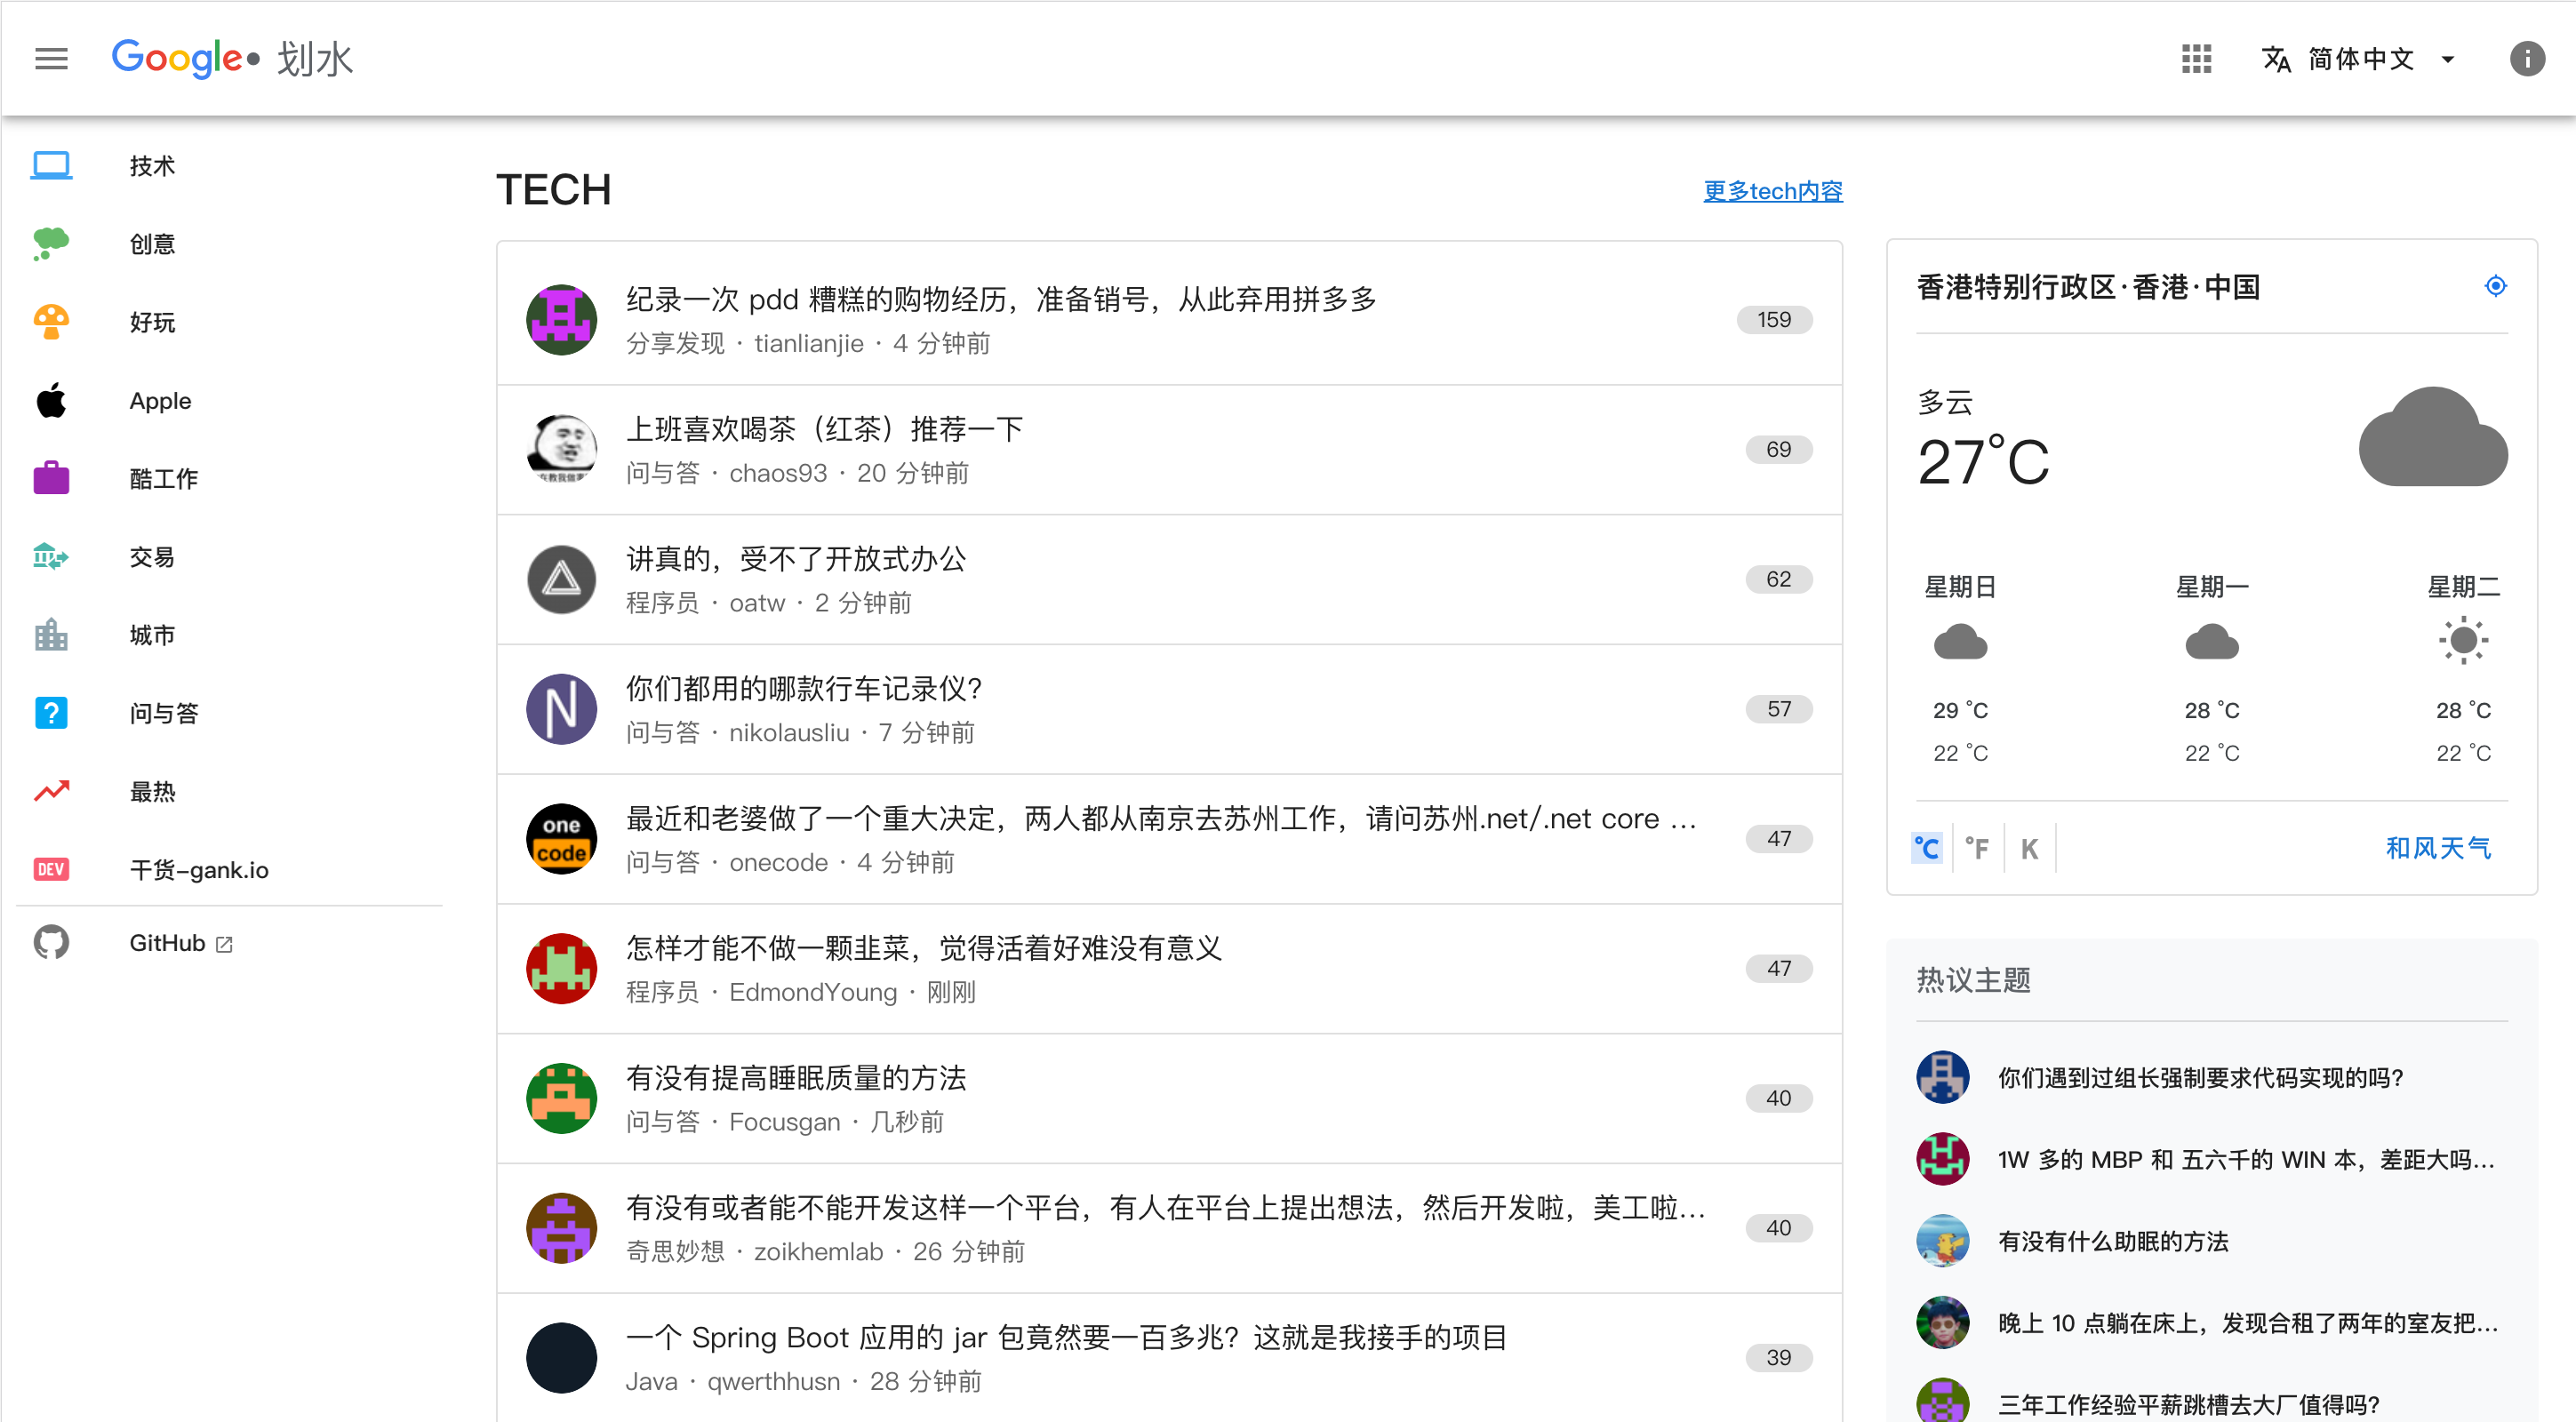 Google • 划水
简体中文
技术
创意
好玩
Apple
酷工作
交易
城市
问与答
最热
DEV 干货-gank.io
GitHub
TECH
更多tech内容
纪录一次 pdd 糟糕的购物经历，准备销号，从此弃用拼多多
分享发现 · tianlianjie · 4 分钟前
159
上班喜欢喝茶（红茶）推荐一下
问与答 · chaos93 · 20 分钟前
69
讲真的，受不了开放式办公
程序员 · oatw · 2 分钟前
62
N
你们都用的哪款行车记录仪？
问与答 · nikolausliu · 7 分钟前
57
one
code
最近和老婆做了一个重大决定，两人都从南京去苏州工作，请问苏州.net/.net core …
问与答 · onecode · 4 分钟前
47
怎样才能不做一颗韭菜，觉得活着好难没有意义
程序员 · EdmondYoung · 刚刚
47
有没有提高睡眠质量的方法
问与答 · Focusgan · 几秒前
40
有没有或者能不能开发这样一个平台，有人在平台上提出想法，然后开发啦，美工啦…
奇思妙想 · zoikhemlab · 26 分钟前
40
一个 Spring Boot 应用的 jar 包竟然要一百多兆？这就是我接手的项目
Java · qwerthhusn · 28 分钟前
39
香港特别行政区·香港·中国
多云
27°C
星期日 星期一 星期二
29 °C 28 °C 28 °C
22 °C 22 °C 22 °C
°C °F K
和风天气
热议主题
你们遇到过组长强制要求代码实现的吗?
1W 多的 MBP 和 五六千的 WIN 本，差距大吗…
有没有什么助眠的方法
晚上 10 点躺在床上，发现合租了两年的室友把…
三年工作经验平薪跳槽去大厂值得吗?